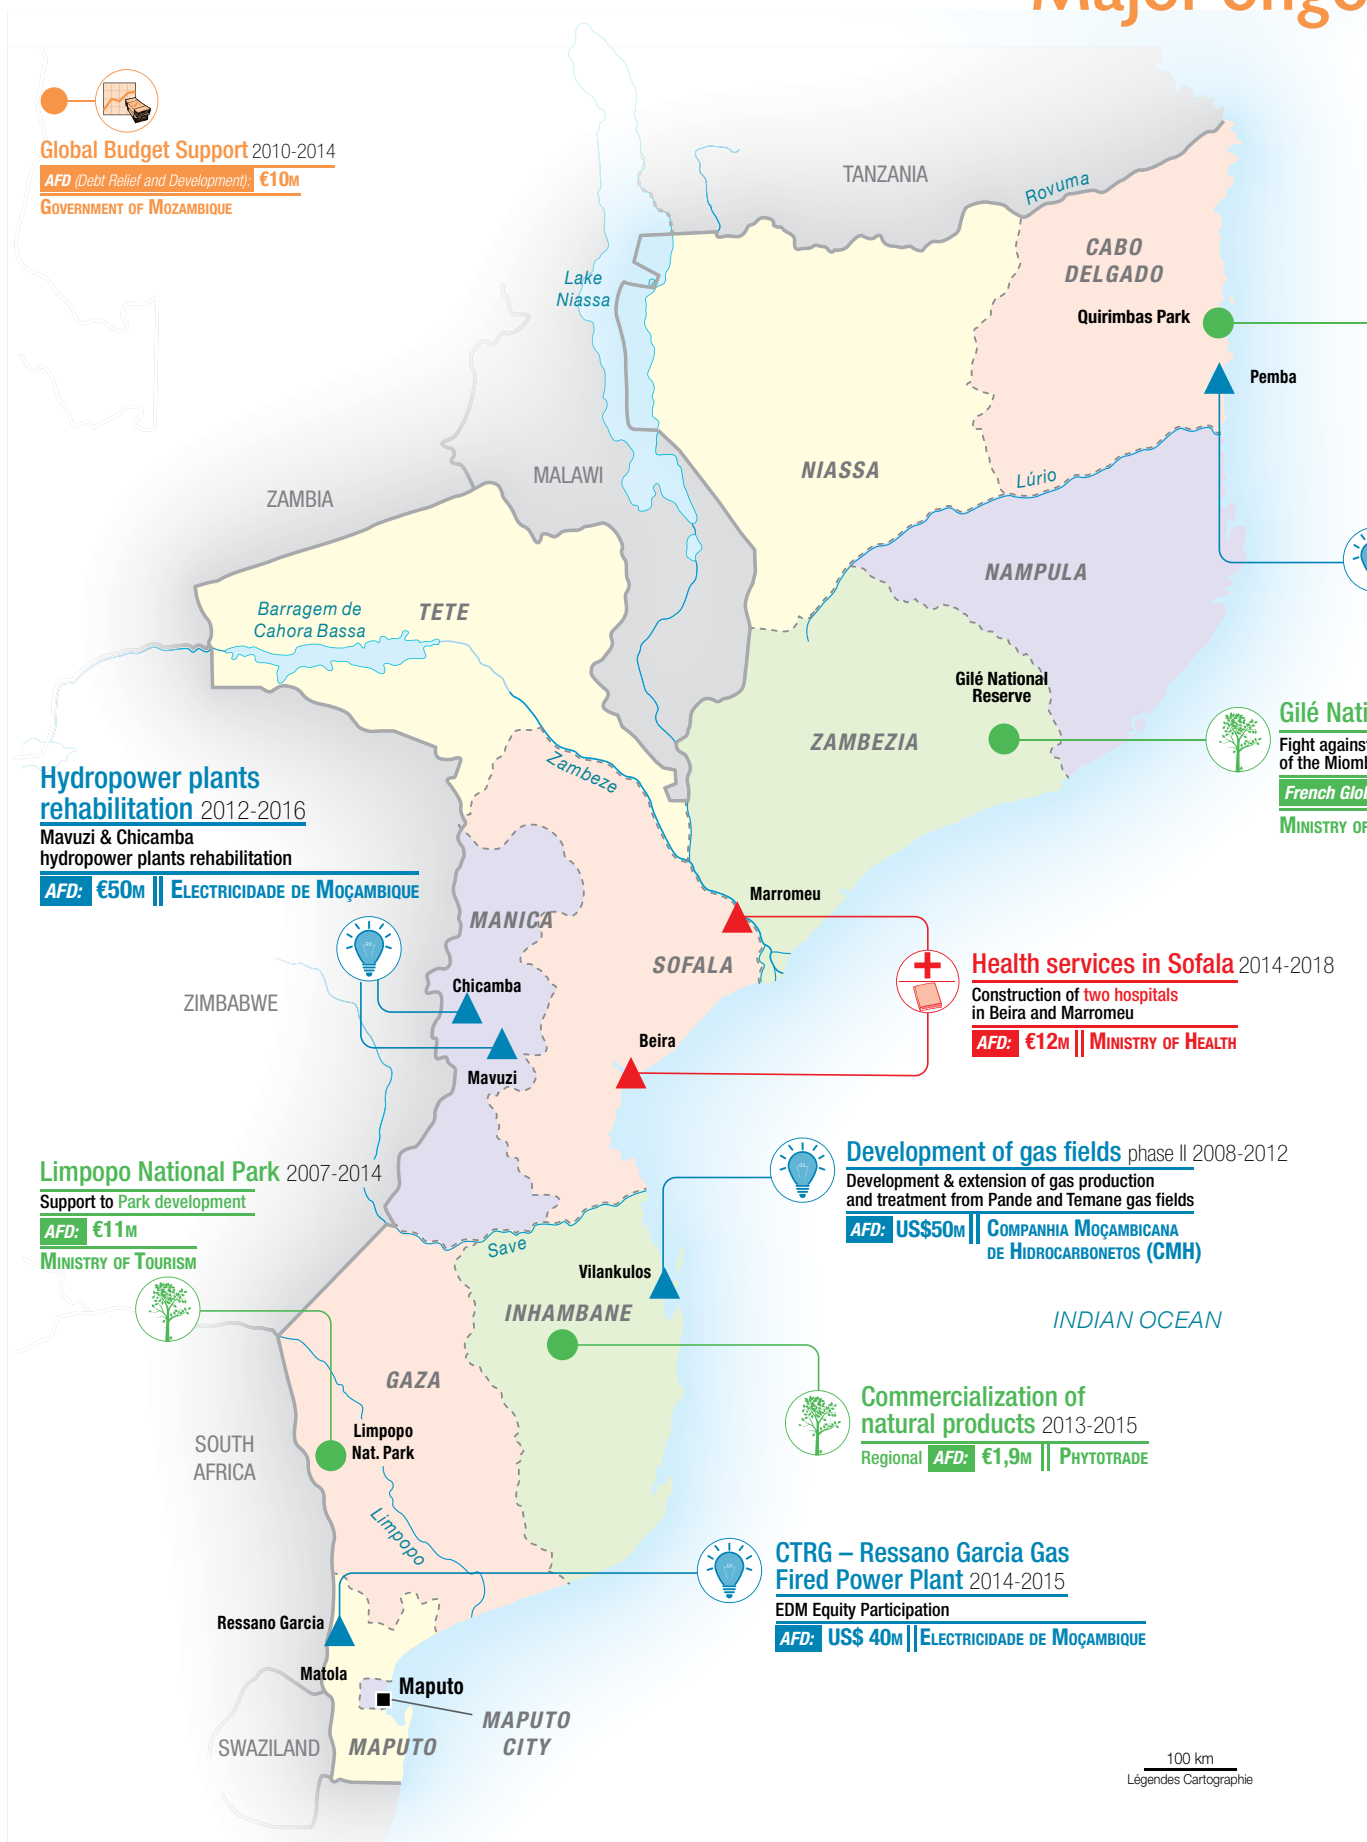 Major ongo
Global Budget Support 2010-2014
AFD (Debt Relief and Development): €10M
GOVERNMENT OF MOZAMBIQUE
TANZANIA
Rovuma
CABO
DELGADO
Lake
Niassa
Quirimbas Park
Pemba
MALAWI
NIASSA
Lúrio
ZAMBIA
NAMPULA
Barragem de
Cahora Bassa
TETE
Gilé National
Reserve
ZAMBEZIA
Gilé Nati
Fight against
of the Miomb
French Glob
MINISTRY OF
Zambeze
Hydropower plants
rehabilitation 2012-2016
Mavuzi & Chicamba
hydropower plants rehabilitation
AFD: €50M || ELECTRICIDADE DE MOÇAMBIQUE
Marromeu
MANICA
SOFALA
Health services in Sofala 2014-2018
Construction of two hospitals
in Beira and Marromeu
AFD: €12M || MINISTRY OF HEALTH
Chicamba
ZIMBABWE
Beira
Mavuzi
Development of gas fields phase II 2008-2012
Development & extension of gas production
and treatment from Pande and Temane gas fields
AFD: US$50M || COMPANHIA MOÇAMBICANA
DE HIDROCARBONETOS (CMH)
Limpopo National Park 2007-2014
Support to Park development
AFD: €11M
MINISTRY OF TOURISM
Save
Vilankulos
INHAMBANE
INDIAN OCEAN
GAZA
Commercialization of
natural products 2013-2015
Regional AFD: €1,9M || PHYTOTRADE
Limpopo
Nat. Park
SOUTH
AFRICA
Limpopo
CTRG – Ressano Garcia Gas
Fired Power Plant 2014-2015
EDM Equity Participation
AFD: US$ 40M || ELECTRICIDADE DE MOÇAMBIQUE
Ressano Garcia
Matola
Maputo
MAPUTO
CITY
SWAZILAND
MAPUTO
100 km
Légendes Cartographie